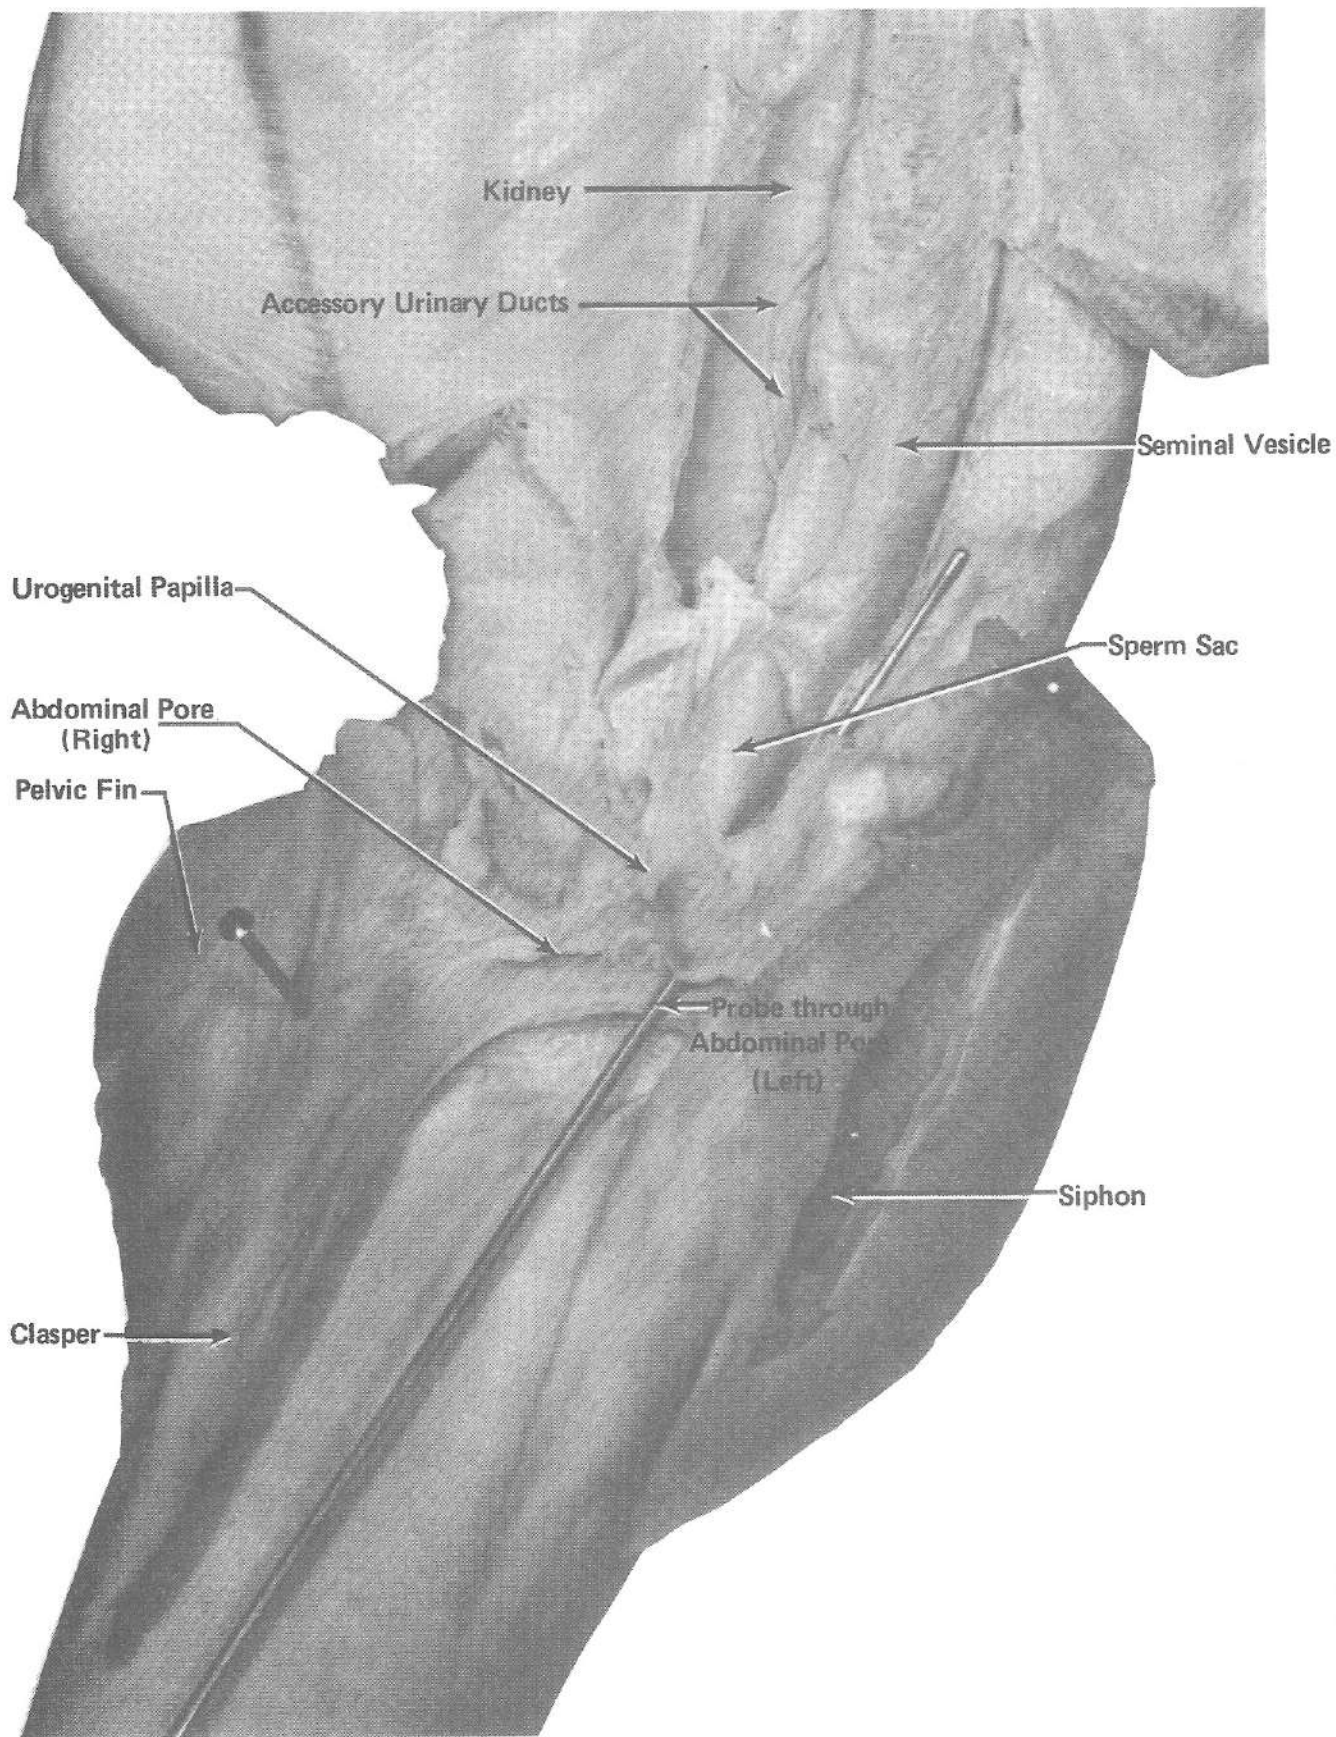 Kidney
Accessory Urinary Ducts
Seminal Vesicle
Urogenital Papilla
Sperm Sac
Abdominal Pore
(Right)
Pelvic Fin
Probe through
Abdominal Pore
(Left)
Siphon
Clasper